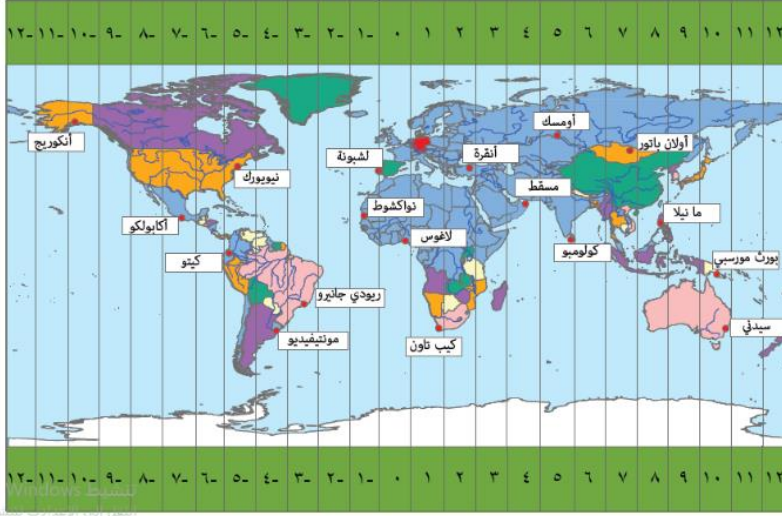 ١٢- ١١- ١٠- ٩- ٨- ٧- ٦- ٥- ٤- ٣- ٢- ١- ٠ ١ ٢ ٣ ٤ ٥ ٦ ٧ ٨ ٩ ١٠ ١١ ١٢
أومسك
أنكوريج
أولان باتور
أنقرة
لشبونة
نيويورك
مسقط
نواكشوط
ما نيلا
أكابولكو
لاغوس
كولومبو
كيتو
بورث مورسبي
ريودي جانيرو
سيدني
مونتيفيديو
كيب تاون
١٢- ١١- ١٠- ٩- ٨- ٧- ٦- ٥- ٤- ٣- ٢- ١- ٠ ١ ٢ ٣ ٤ ٥ ٦ ٧ ٨ ٩ ١٠ ١١ ١٢
تنشيط Windows